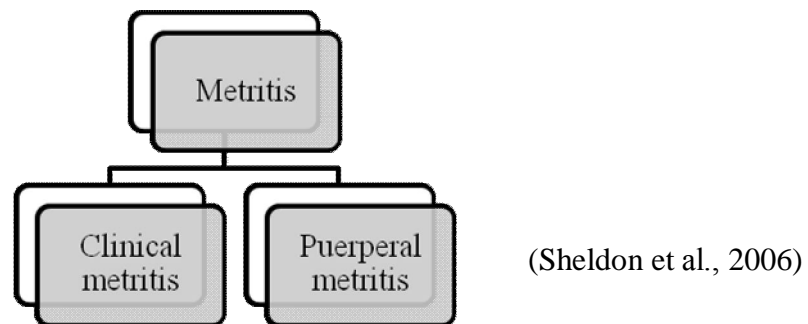 Metritis
Clinical
metritis
Puerperal
metritis
(Sheldon et al., 2006)